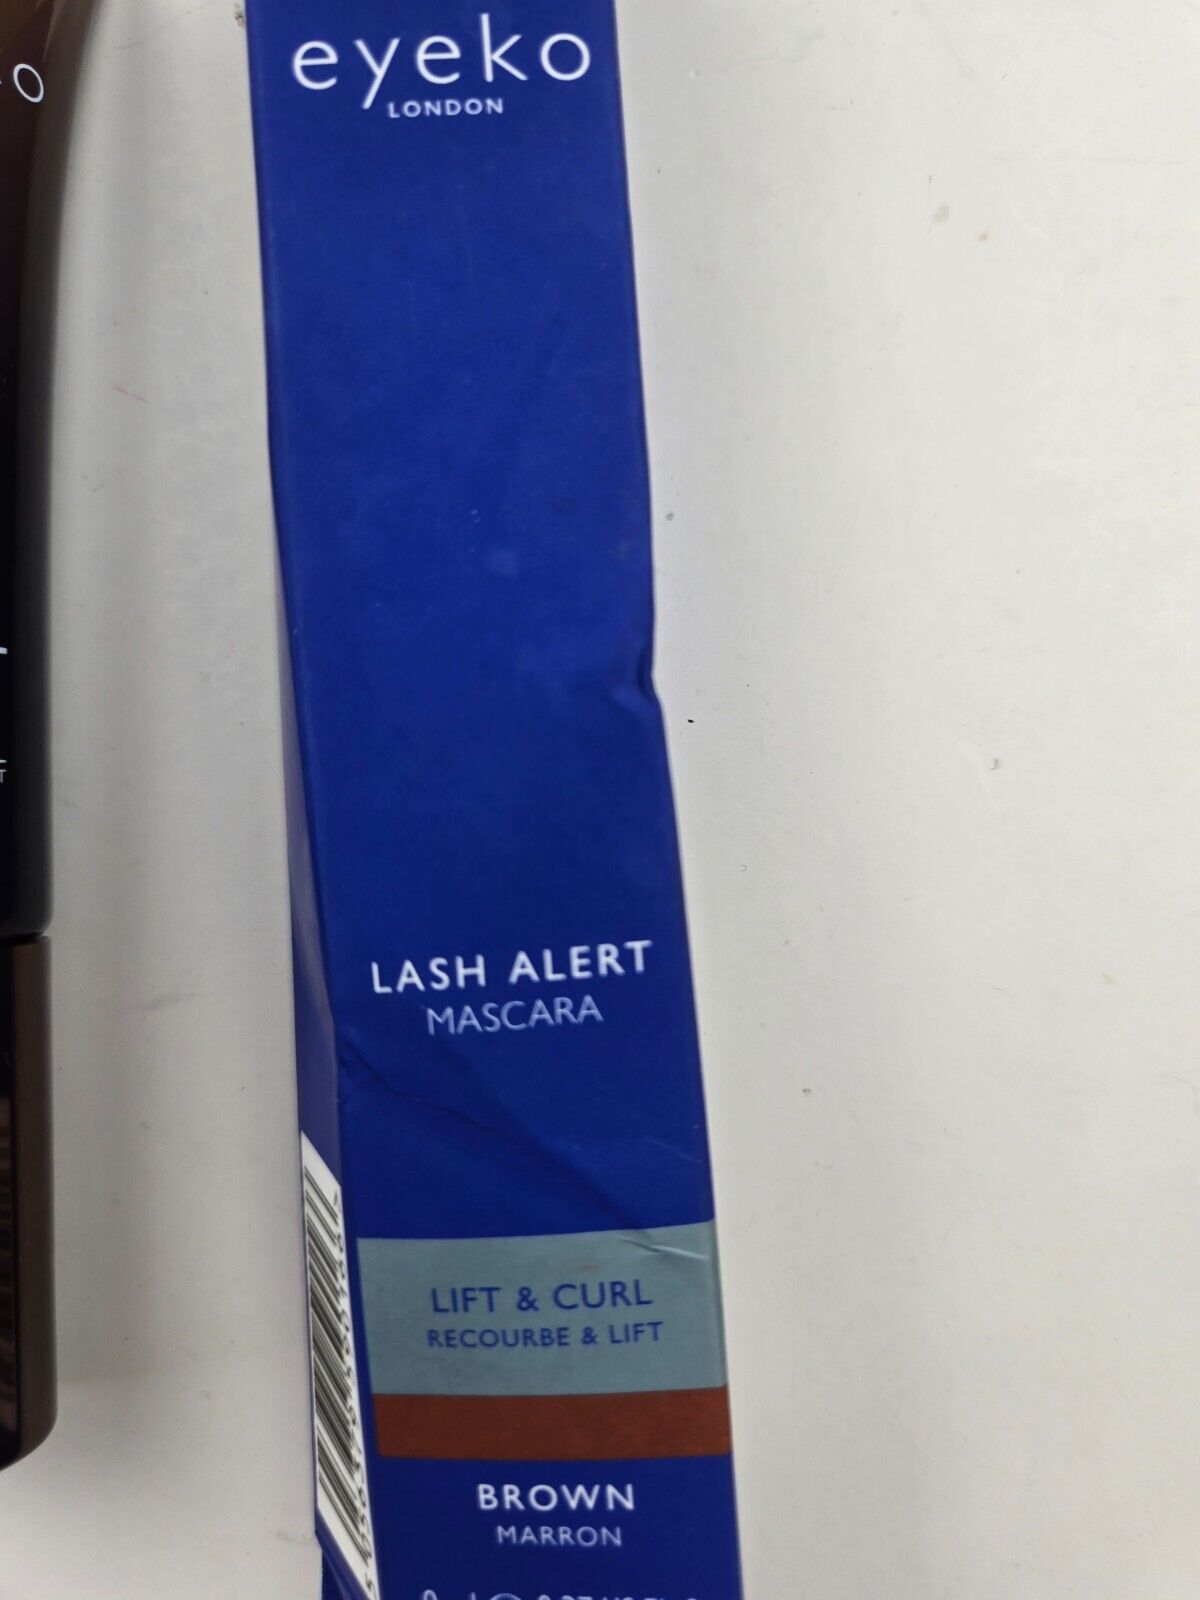 eyeko
LONDON
LASH ALERT
MASCARA
LIFT & CURL
RECOURBE & LIFT
BROWN
MARRON